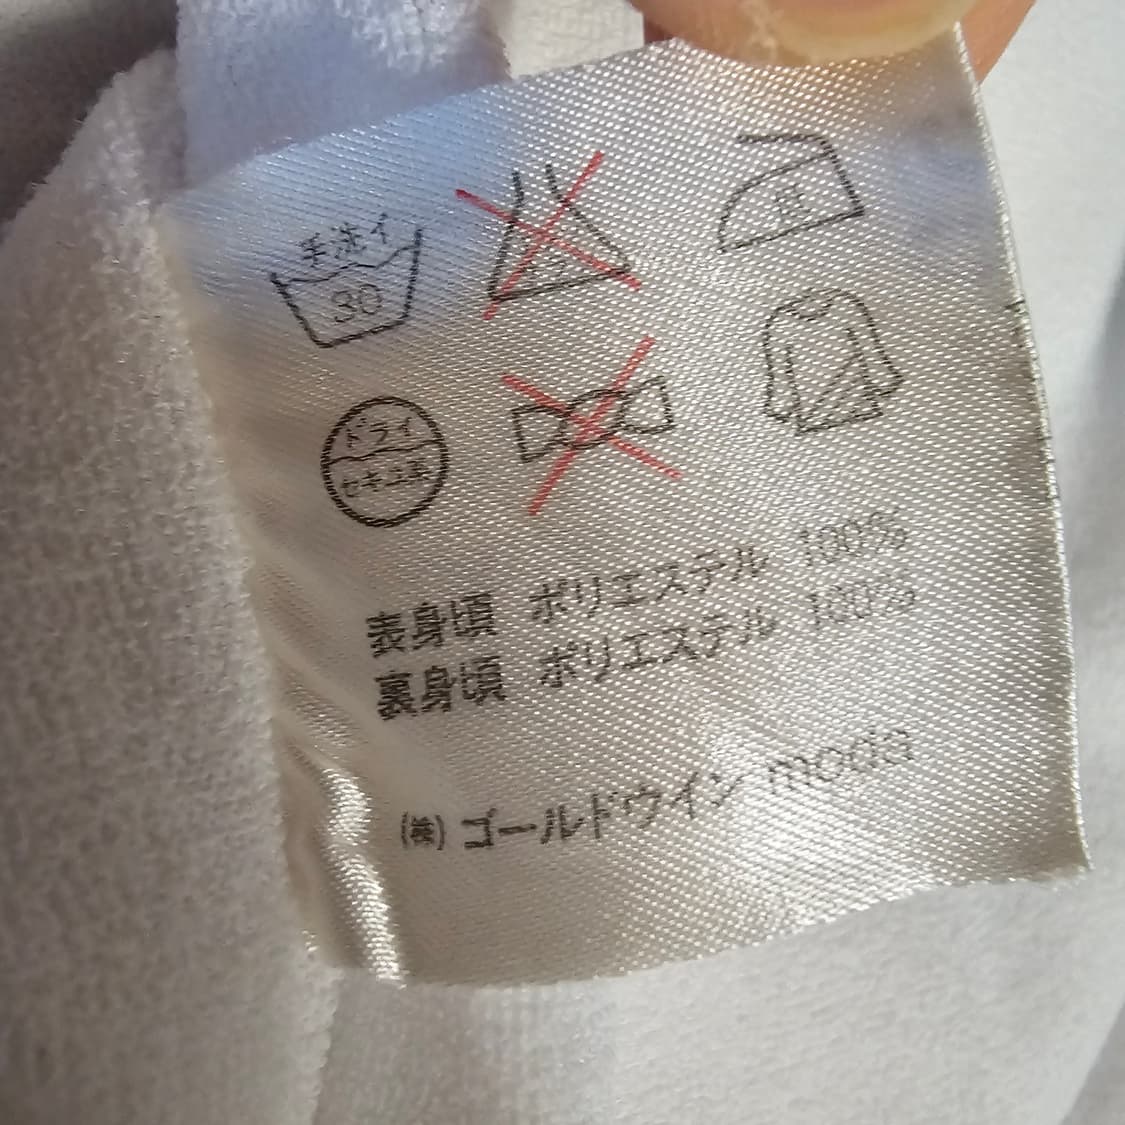 手洗イ
30
ドライ
セキユ系
表身頃 ポリエステル 100%
裏身頃 ポリエステル 100%
(株) ゴールドウイン moda